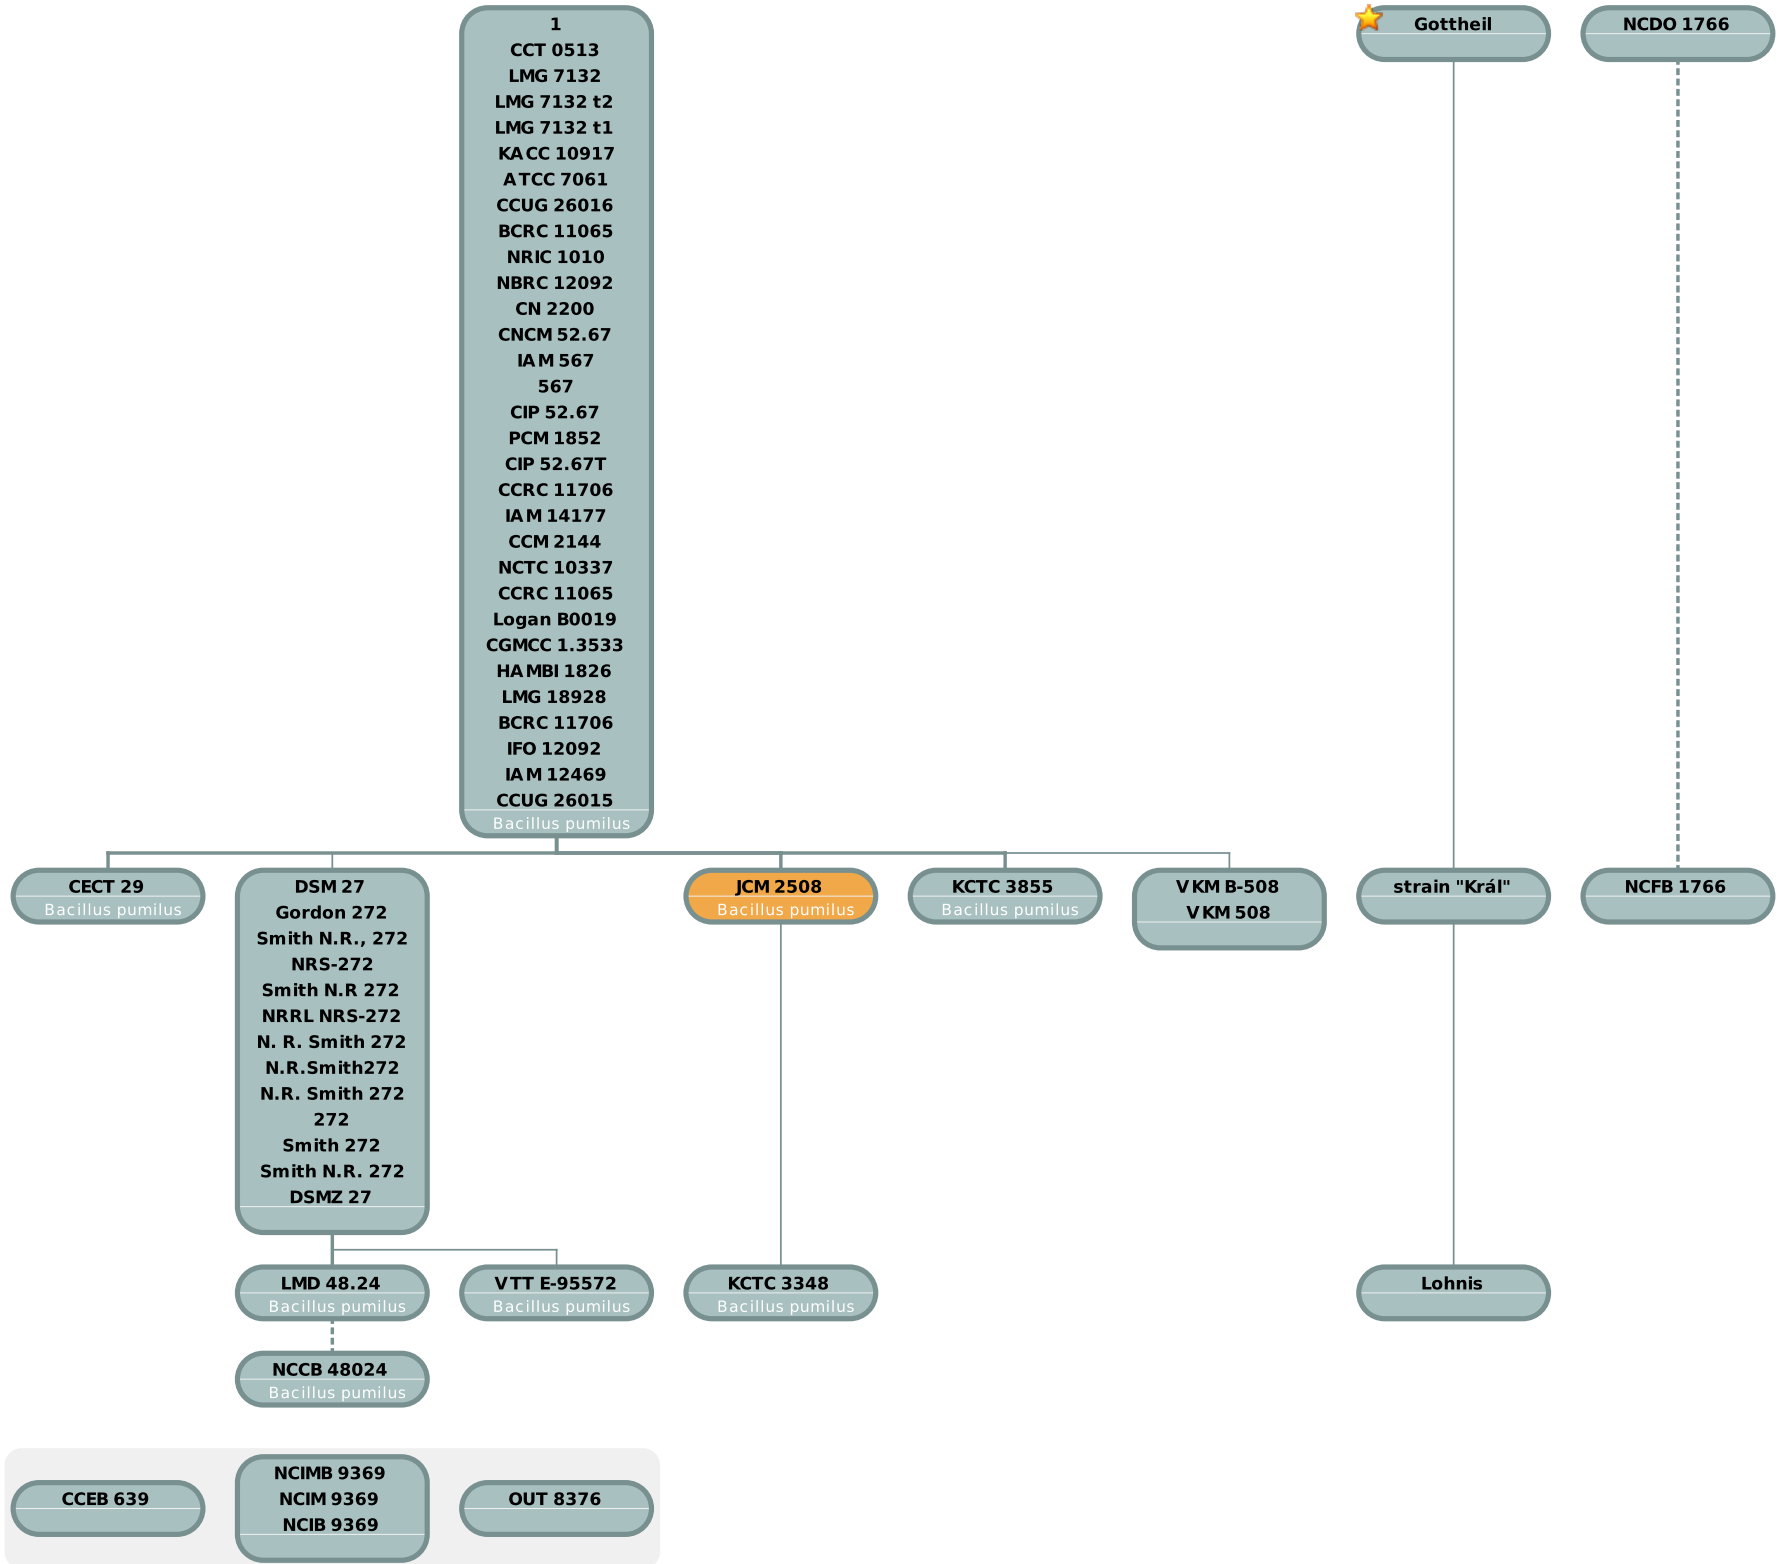 1
CCT 0513
LMG 7132
LMG 7132 t2
LMG 7132 t1
KACC 10917
ATCC 7061
CCUG 26016
BCRC 11065
NRIC 1010
NBRC 12092
CN 2200
CNCM 52.67
IAM 567
567
CIP 52.67
PCM 1852
CIP 52.67T
CCRC 11706
IAM 14177
CCM 2144
NCTC 10337
CCRC 11065
Logan B0019
CGMCC 1.3533
HAMBI 1826
LMG 18928
BCRC 11706
IFO 12092
IAM 12469
CCUG 26015
Bacillus pumilus
Gottheil
NCDO 1766
CECT 29
Bacillus pumilus
DSM 27
Gordon 272
Smith N.R., 272
NRS-272
Smith N.R 272
NRRL NRS-272
N. R. Smith 272
N.R.Smith272
N.R. Smith 272
272
Smith 272
Smith N.R. 272
DSMZ 27
JCM 2508
Bacillus pumilus
KCTC 3855
Bacillus pumilus
VKM B-508
VKM 508
strain "Král"
NCFB 1766
LMD 48.24
Bacillus pumilus
VTT E-95572
Bacillus pumilus
KCTC 3348
Bacillus pumilus
Lohnis
NCCB 48024
Bacillus pumilus
CCEB 639
NCIMB 9369
NCIM 9369
NCIB 9369
OUT 8376